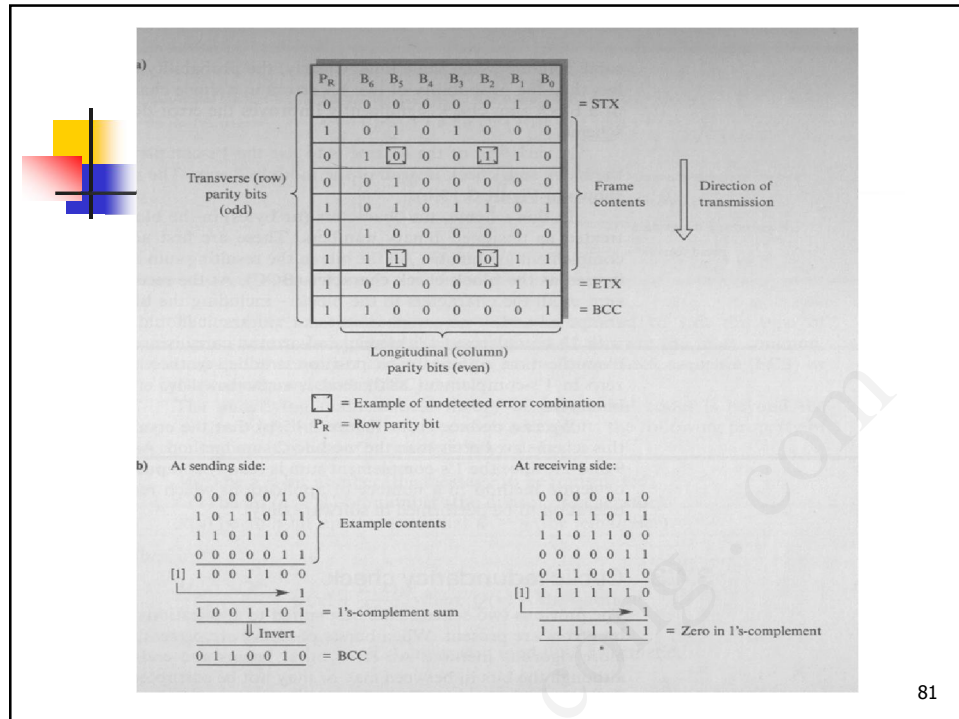 a)
P_R B_6 B_5 B_4 B_3 B_2 B_1 B_0
0 0 0 0 0 0 1 0 = STX
1 0 1 0 1 0 0 0
0 1 0 0 0 1 1 0
0 0 1 0 0 0 0 0
1 0 1 0 1 1 0 1
0 1 0 0 0 0 0 0
1 1 1 0 0 0 1 1
1 0 0 0 0 0 1 1 = ETX
1 1 0 0 0 0 0 1 = BCC
Transverse (row)
parity bits
(odd)
Frame
contents
Direction of
transmission
Longitudinal (column)
parity bits (even)
= Example of undetected error combination
P_R = Row parity bit
b) At sending side:
0 0 0 0 0 1 0
1 0 1 1 0 1 1
1 1 0 1 1 0 0
0 0 0 0 0 1 1
Example contents
[1] 1 0 0 1 1 0 0
1
1 0 0 1 1 0 1 = 1's-complement sum
⇓ Invert
0 1 1 0 0 1 0 = BCC
At receiving side:
0 0 0 0 0 1 0
1 0 1 1 0 1 1
1 1 0 1 1 0 0
0 0 0 0 0 1 1
0 1 1 0 0 1 0
[1] 1 1 1 1 1 1 0
1
1 1 1 1 1 1 1 = Zero in 1's-complement
81